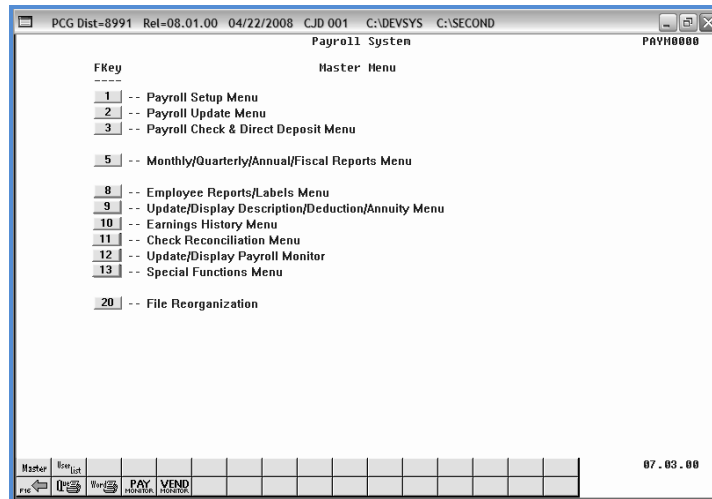 PCG Dist=8991 Rel=08.01.00 04/22/2008 CJD 001 C:\DEVSYS C:\SECOND
Payroll System PAYM0000
FKey Master Menu
----
1 -- Payroll Setup Menu
2 -- Payroll Update Menu
3 -- Payroll Check & Direct Deposit Menu
5 -- Monthly/Quarterly/Annual/Fiscal Reports Menu
8 -- Employee Reports/Labels Menu
9 -- Update/Display Description/Deduction/Annuity Menu
10 -- Earnings History Menu
11 -- Check Reconciliation Menu
12 -- Update/Display Payroll Monitor
13 -- Special Functions Menu
20 -- File Reorganization
Master User List 07.03.00
F16 Que Word PAY MONITOR VEND MONITOR